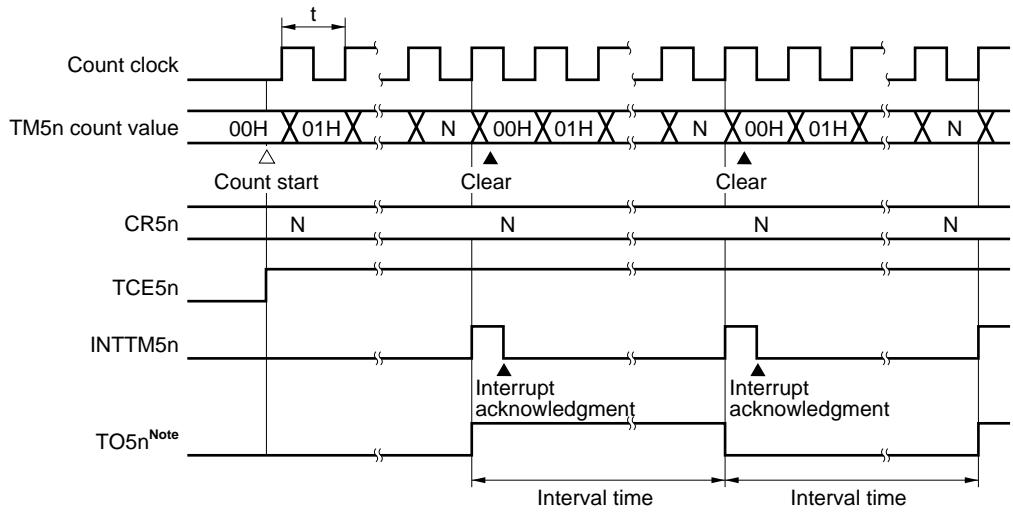 t
Count clock
TM5n count value 00H 01H N 00H 01H N 00H 01H N
Count start Clear Clear
CR5n N N N N
TCE5n
INTTM5n
Interrupt acknowledgment Interrupt acknowledgment
TO5nNote
Interval time Interval time